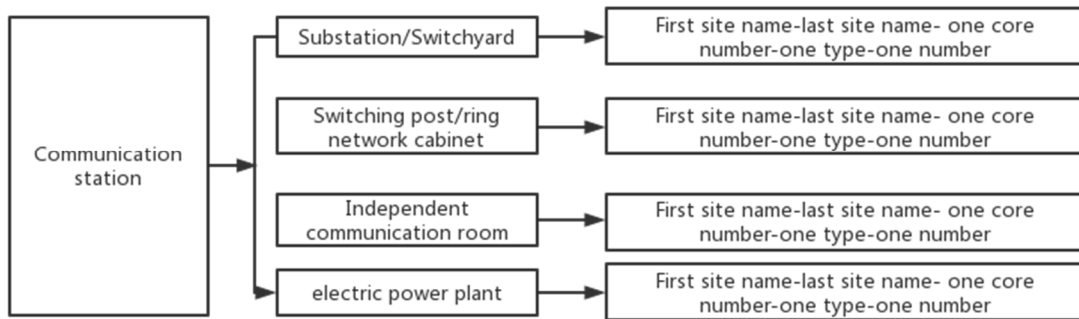 Communication
station
Substation/Switchyard
First site name-last site name- one core
number-one type-one number
Switching post/ring
network cabinet
First site name-last site name- one core
number-one type-one number
Independent
communication room
First site name-last site name- one core
number-one type-one number
electric power plant
First site name-last site name- one core
number-one type-one number